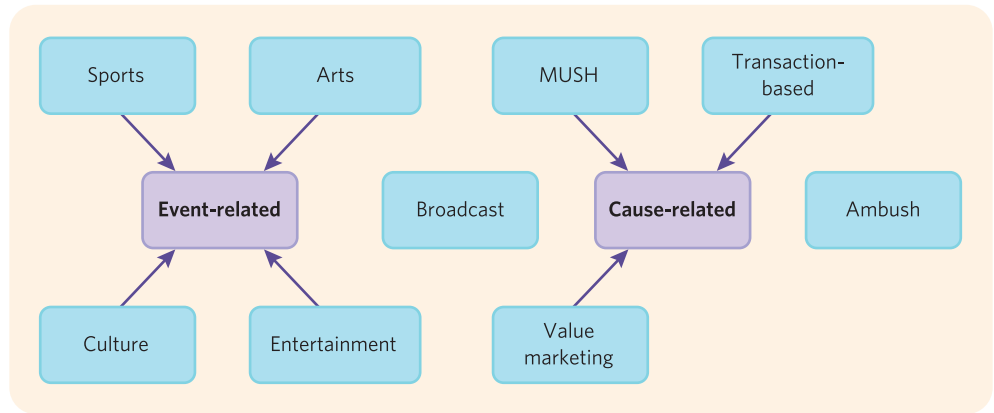 Sports
Arts
MUSH
Transaction-
based
Event-related
Broadcast
Cause-related
Ambush
Culture
Entertainment
Value
marketing